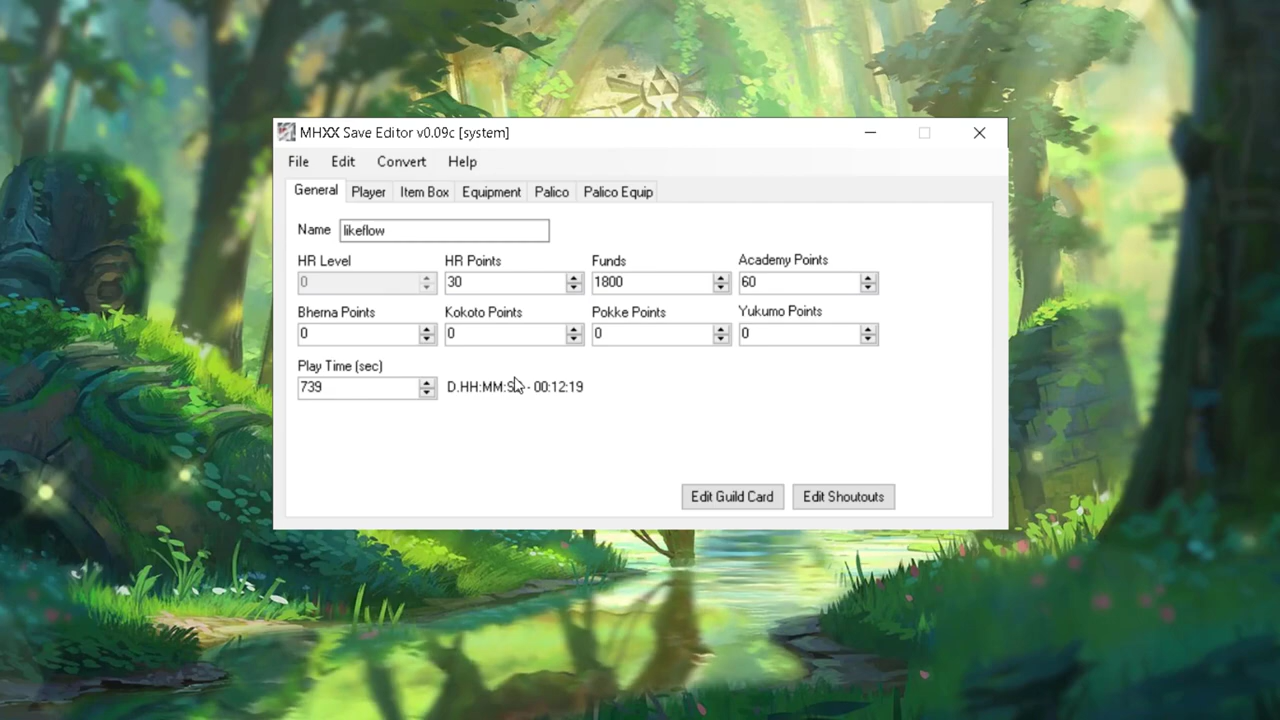 MHXX Save Editor v0.09c [system]
File Edit Convert Help
General Player Item Box Equipment Palico Palico Equip
Name likeflow
HR Level HR Points Funds Academy Points
0 30 1800 60
Bherna Points Kokoto Points Pokke Points Yukumo Points
0 0 0 0
Play Time (sec)
739 D.HH:MM:S - 00:12:19
Edit Guild Card Edit Shoutouts